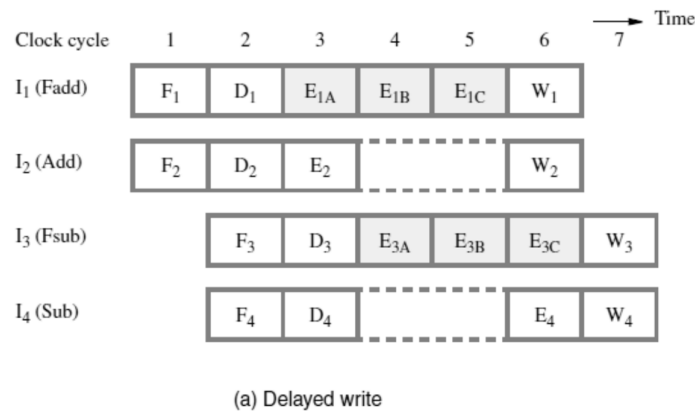 Time
Clock cycle 1 2 3 4 5 6 7
I₁ (Fadd) F₁ D₁ E₁A E₁B E₁C W₁
I₂ (Add) F₂ D₂ E₂ W₂
I₃ (Fsub) F₃ D₃ E₃A E₃B E₃C W₃
I₄ (Sub) F₄ D₄ E₄ W₄
(a) Delayed write